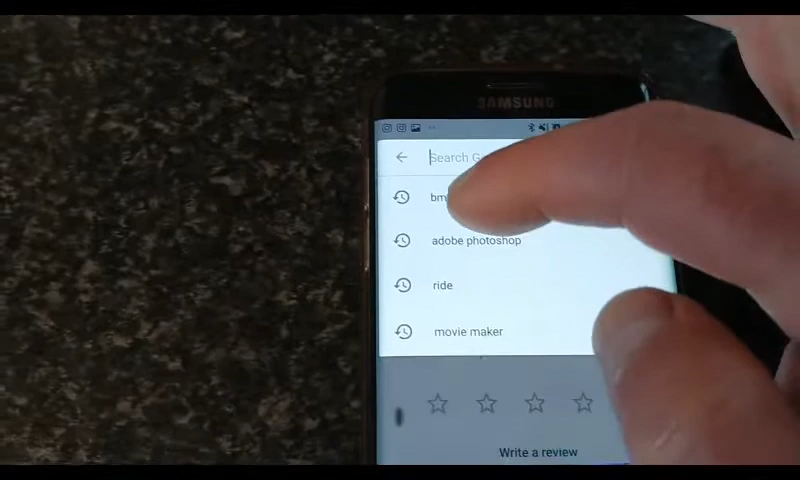 SAMSUNG
Search
adobe photoshop
ride
movie maker
Write a review